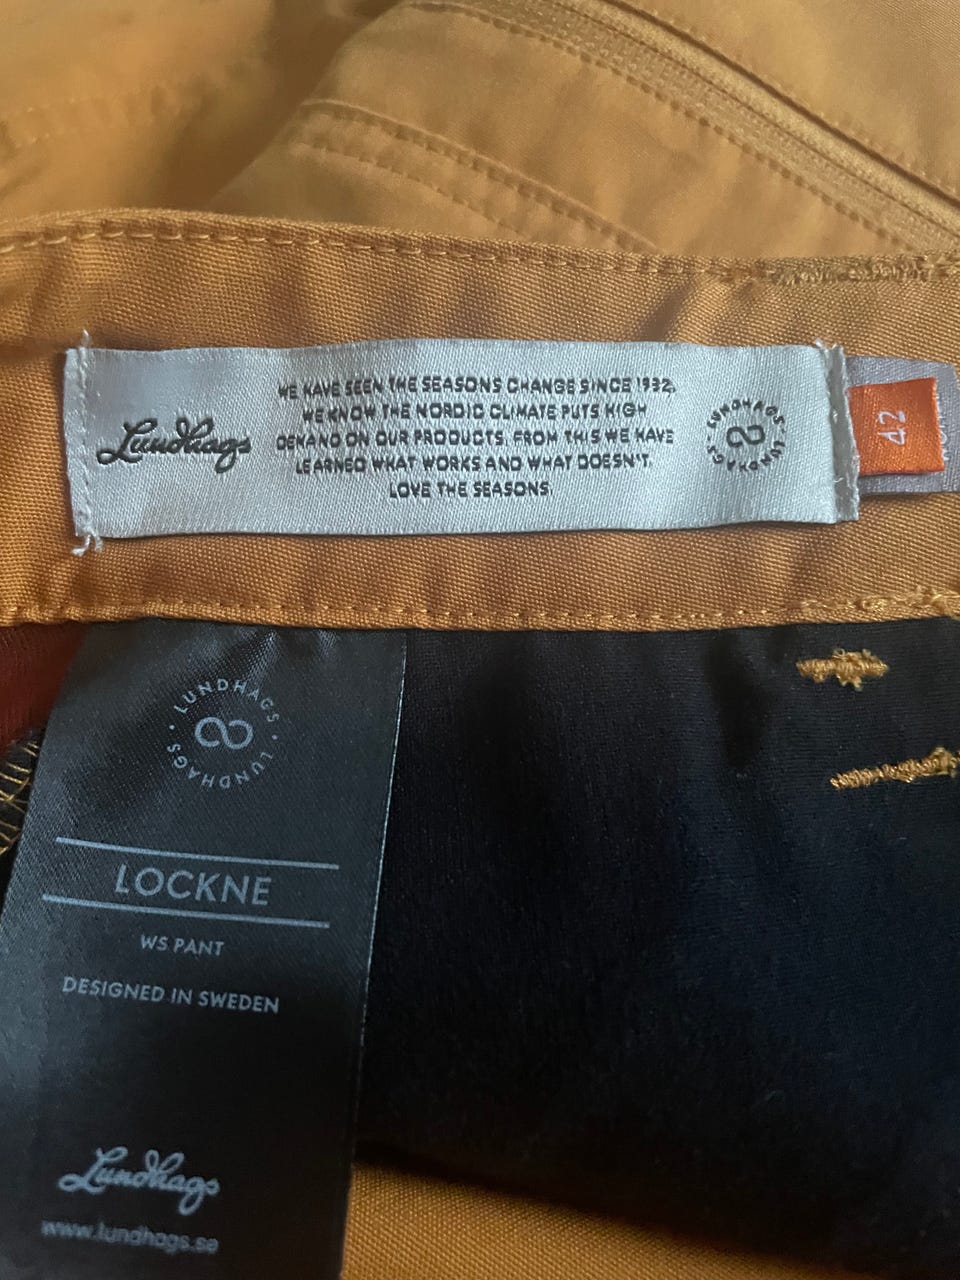 Lundhags
WE HAVE SEEN THE SEASONS CHANGE SINCE 1932.
WE KNOW THE NORDIC CLIMATE PUTS HIGH
DEMAND ON OUR PRODUCTS. FROM THIS WE HAVE
LEARNED WHAT WORKS AND WHAT DOESN'T.
LOVE THE SEASONS.
LUNDHAGS · LUNDHAGS ·
42
LUNDHAGS · LUNDHAGS ·
LOCKNE
WS PANT
DESIGNED IN SWEDEN
Lundhags
www.lundhags.se